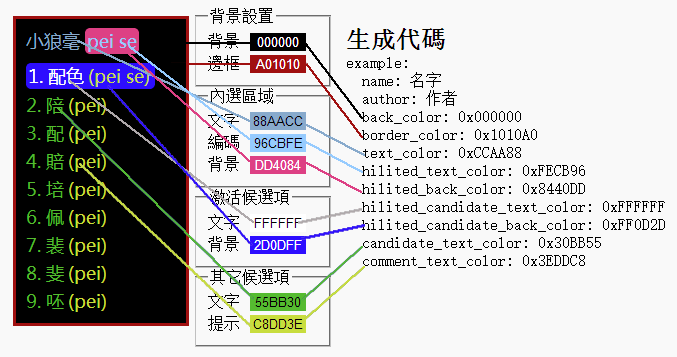 小狼毫 pei se
1. 配色 (pei se)
2. 陪 (pei)
3. 配 (pei)
4. 賠 (pei)
5. 培 (pei)
6. 佩 (pei)
7. 裴 (pei)
8. 斐 (pei)
9. 呸 (pei)
背景設置
背景 000000
邊框 A01010
內選區域
文字 88AACC
編碼 96CBFE
背景 DD4084
激活候選項
文字 FFFFFF
背景 2D0DFF
其它候選項
文字 55BB30
提示 C8DD3E
生成代碼
example:
name: 名字
author: 作者
back_color: 0x000000
border_color: 0x1010A0
text_color: 0xCCAA88
hilited_text_color: 0xFECB96
hilited_back_color: 0x8440DD
hilited_candidate_text_color: 0xFFFFFF
hilited_candidate_back_color: 0xFF0D2D
candidate_text_color: 0x30BB55
comment_text_color: 0x3EDDC8